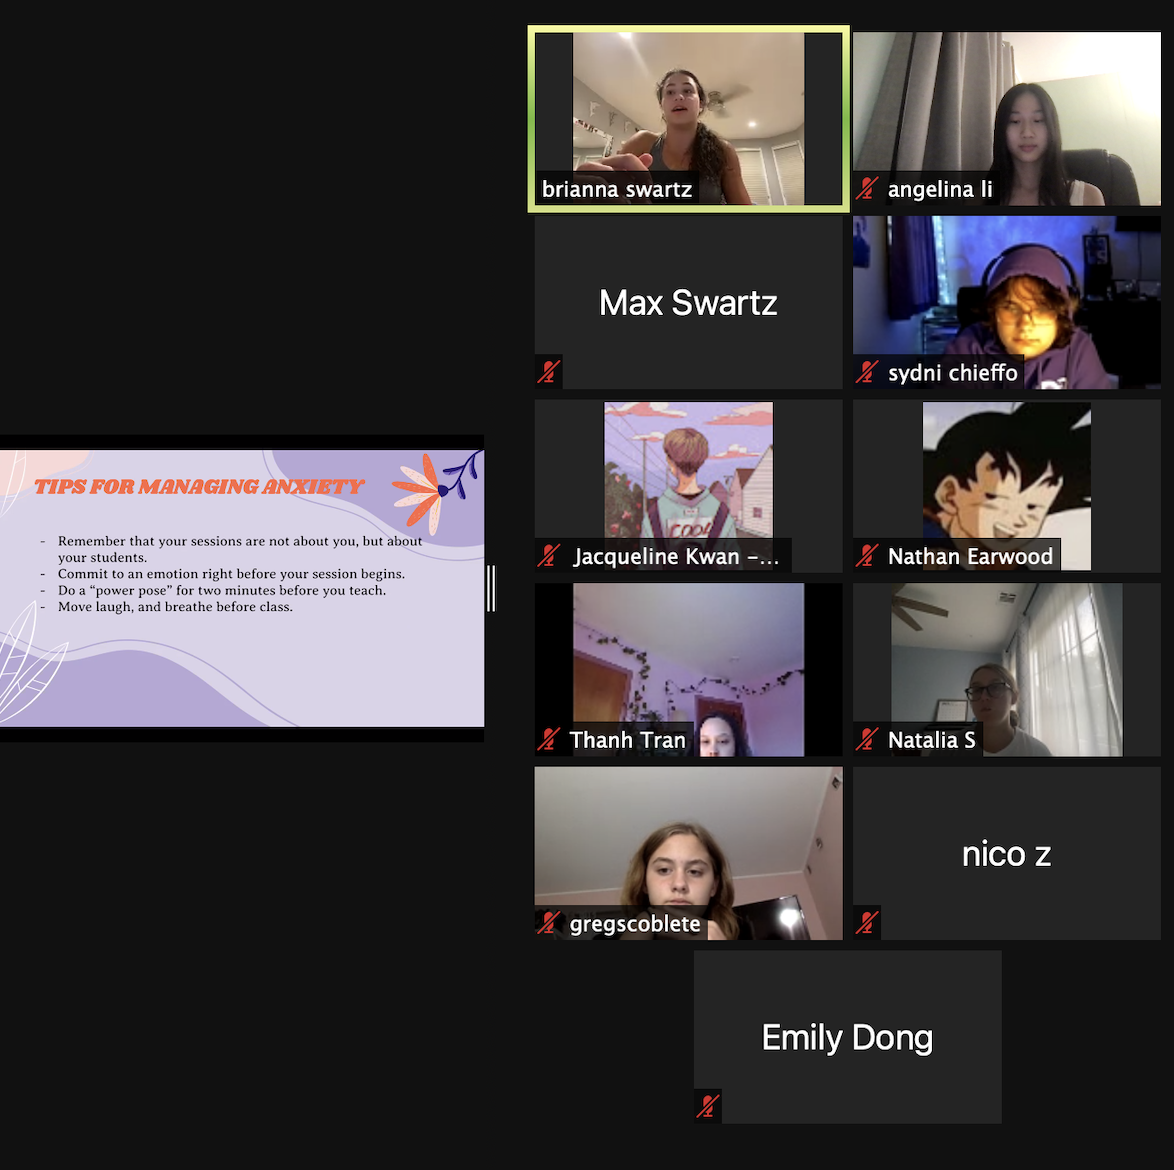 TIPS FOR MANAGING ANXIETY
- Remember that your sessions are not about you, but about
your students.
- Commit to an emotion right before your session begins.
- Do a “power pose” for two minutes before you teach.
- Move laugh, and breathe before class.
brianna swartz
angelina li
Max Swartz
sydni chieffo
COOL
Jacqueline Kwan –...
Nathan Earwood
Thanh Tran
Natalia S
gregscoblete
nico z
Emily Dong